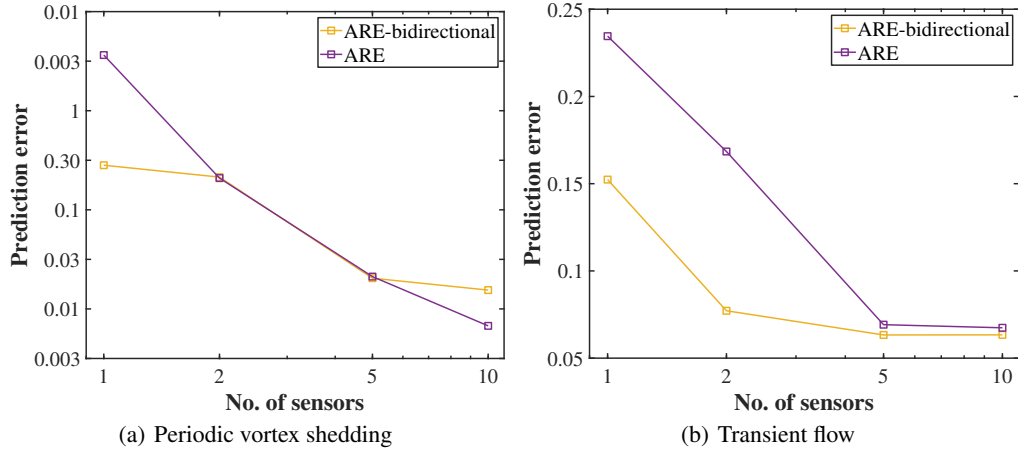 0.01
0.003
1
0.30
0.1
0.03
0.01
0.003
Prediction error
ARE-bidirectional
ARE
1
2
5
10
No. of sensors
(a) Periodic vortex shedding
0.25
0.2
0.15
0.1
0.05
Prediction error
ARE-bidirectional
ARE
1
2
5
10
No. of sensors
(b) Transient flow